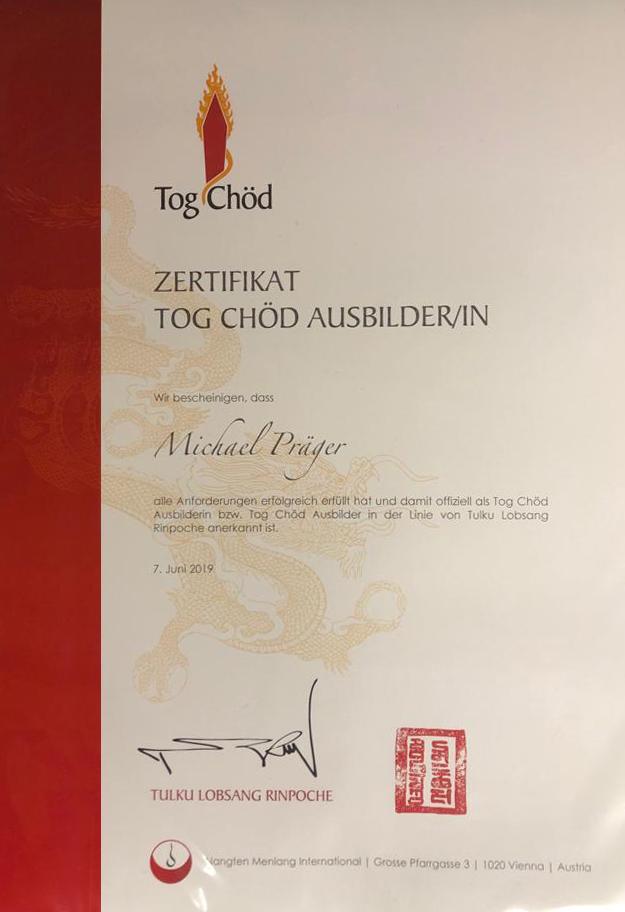 Tog Chöd
ZERTIFIKAT
TOG CHÖD AUSBILDER/IN
Wir bescheinigen, dass
Michael Präger
alle Anforderungen erfolgreich erfüllt hat und damit offiziell als Tog Chöd
Ausbilderin bzw. Tog Chöd Ausbilder in der Linie von Tulku Lobsang
Rinpoche anerkannt ist.
7. Juni 2019
TULKU LOBSANG RINPOCHE
Nangten Menlang International | Grosse Pfarrgasse 3 | 1020 Vienna | Austria